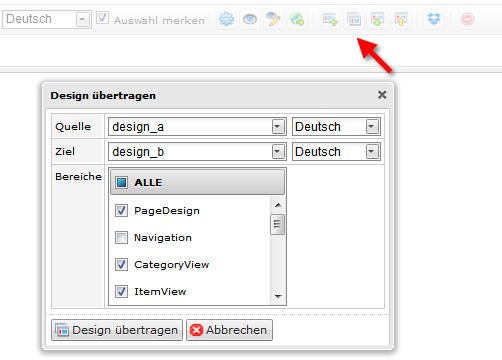 Deutsch Auswahl merken
Design übertragen
Quelle design_a Deutsch
Ziel design_b Deutsch
Bereiche ALLE
PageDesign
Navigation
CategoryView
ItemView
Design übertragen Abbrechen